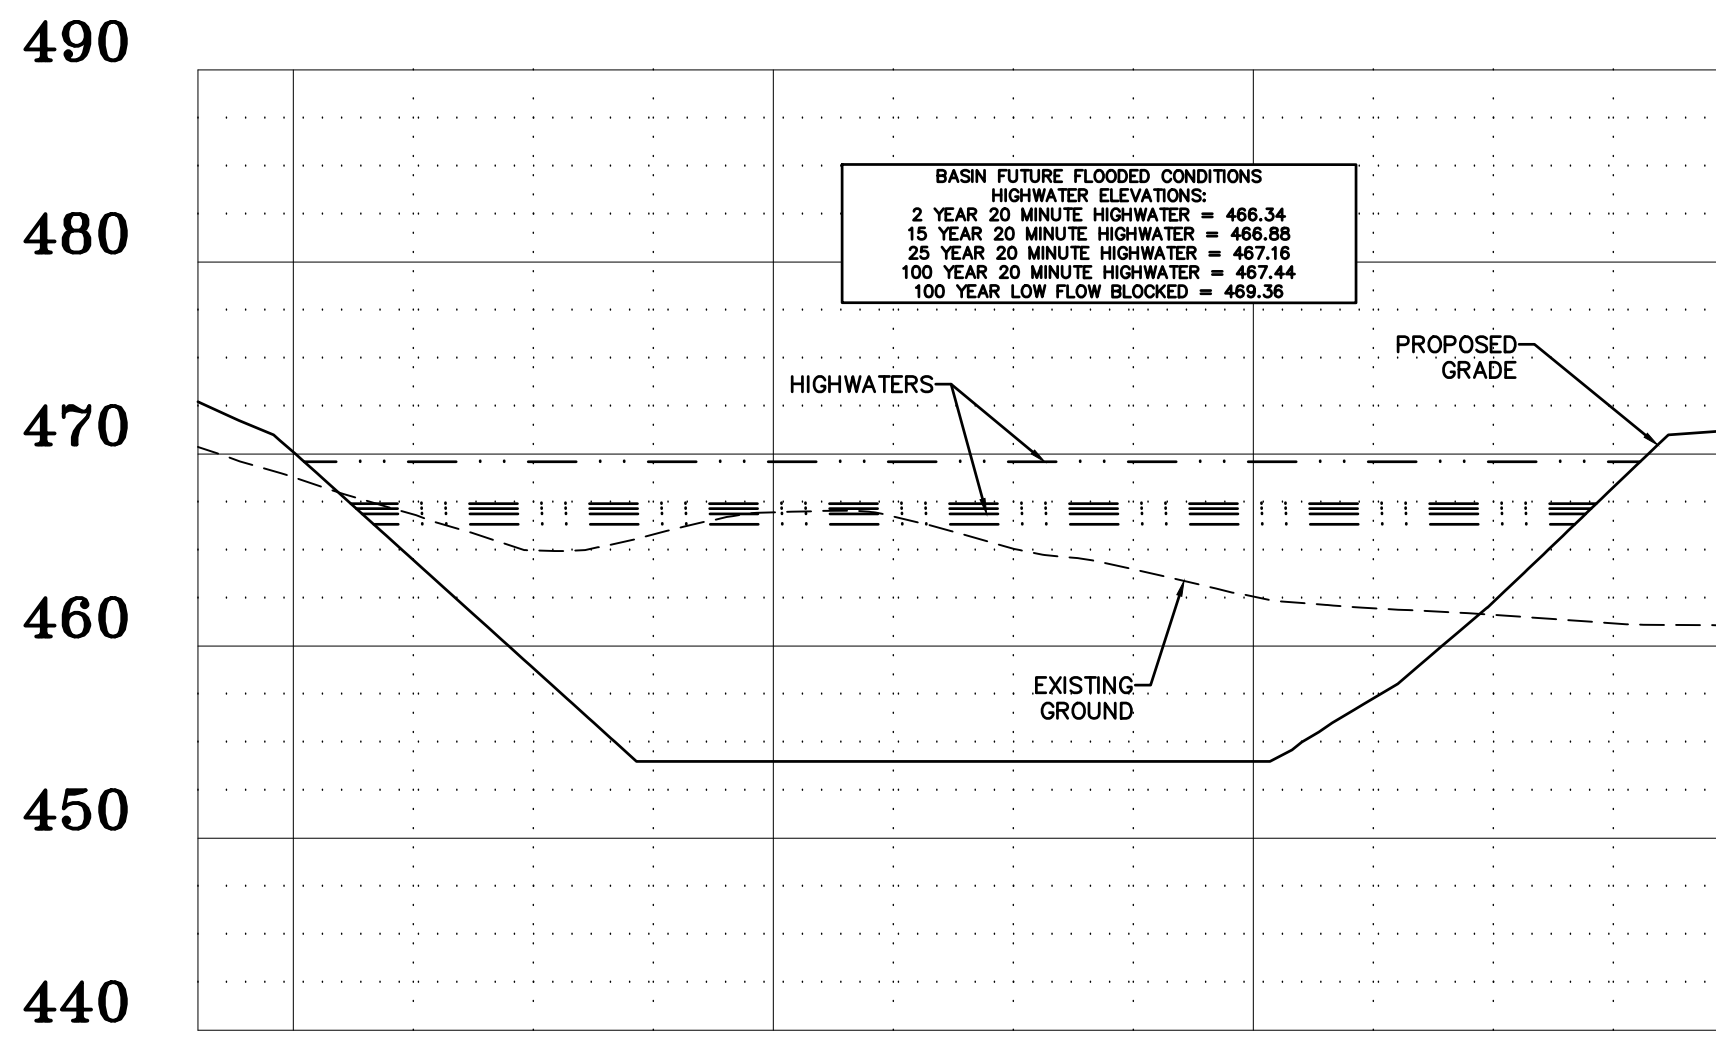 490
BASIN FUTURE FLOODED CONDITIONS
HIGHWATER ELEVATIONS:
2 YEAR 20 MINUTE HIGHWATER = 466.34
15 YEAR 20 MINUTE HIGHWATER = 466.88
25 YEAR 20 MINUTE HIGHWATER = 467.16
100 YEAR 20 MINUTE HIGHWATER = 467.44
100 YEAR LOW FLOW BLOCKED = 469.36
480
PROPOSED
GRADE
HIGHWATERS
470
460
EXISTING
GROUND
450
440